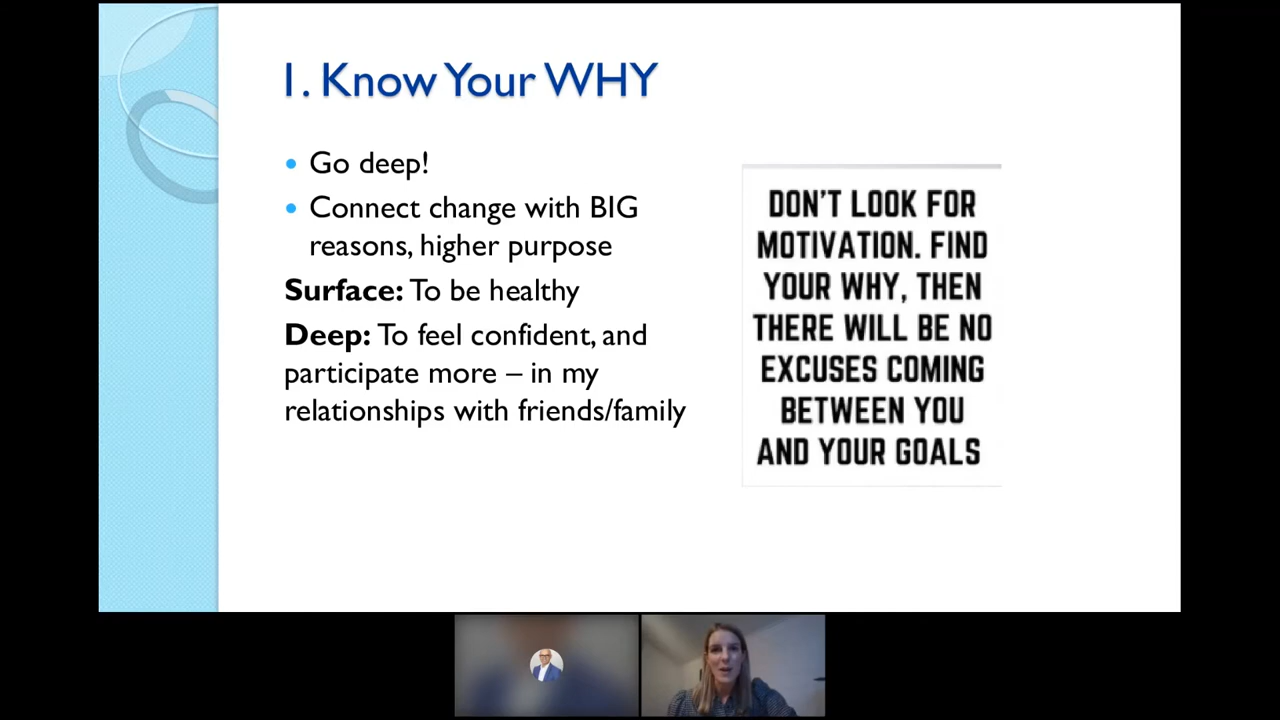 1. Know Your WHY
Go deep!
Connect change with BIG
reasons, higher purpose
Surface: To be healthy
Deep: To feel confident, and
participate more – in my
relationships with friends/family
DON'T LOOK FOR
MOTIVATION. FIND
YOUR WHY, THEN
THERE WILL BE NO
EXCUSES COMING
BETWEEN YOU
AND YOUR GOALS